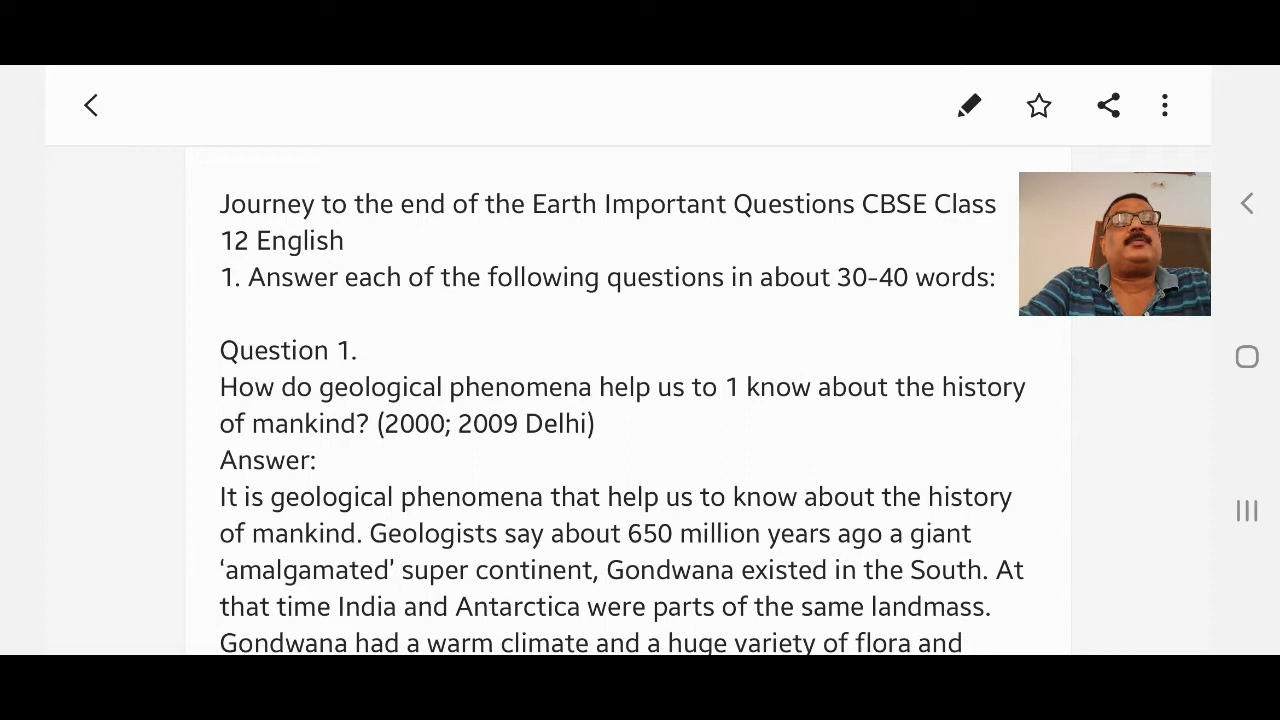 Journey to the end of the Earth Important Questions CBSE Class
12 English
1. Answer each of the following questions in about 30-40 words:
Question 1.
How do geological phenomena help us to 1 know about the history
of mankind? (2000; 2009 Delhi)
Answer:
It is geological phenomena that help us to know about the history
of mankind. Geologists say about 650 million years ago a giant
‘amalgamated’ super continent, Gondwana existed in the South. At
that time India and Antarctica were parts of the same landmass.
Gondwana had a warm climate and a huge variety of flora and